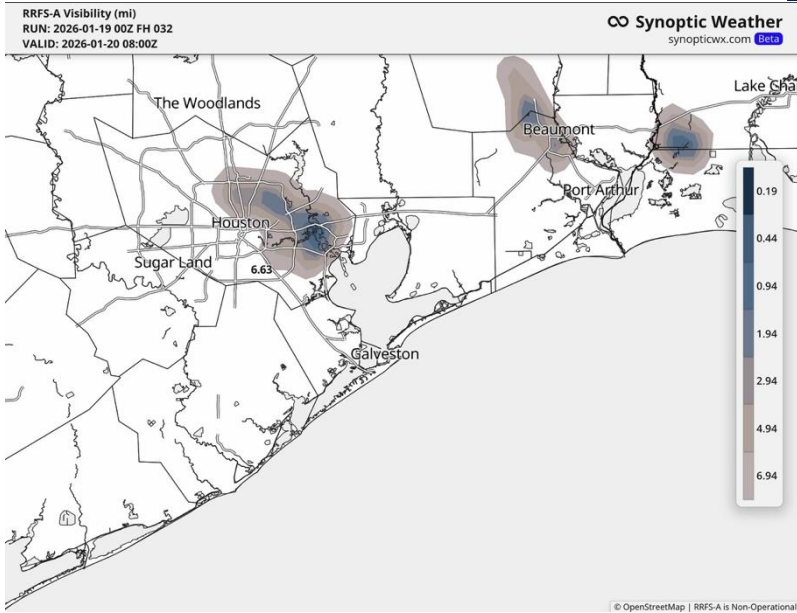 RRFS-A Visibility (mi)
RUN: 2026-01-19 00Z FH 032
VALID: 2026-01-20 08:00Z
Synoptic Weather
synopticwx.com Beta
The Woodlands
Lake Cha
Beaumont
Port Arthur
Houston
Sugar Land
6.63
Galveston
0.19
0.44
0.94
1.94
2.94
4.94
6.94
© OpenStreetMap | RRFS-A is Non-Operational